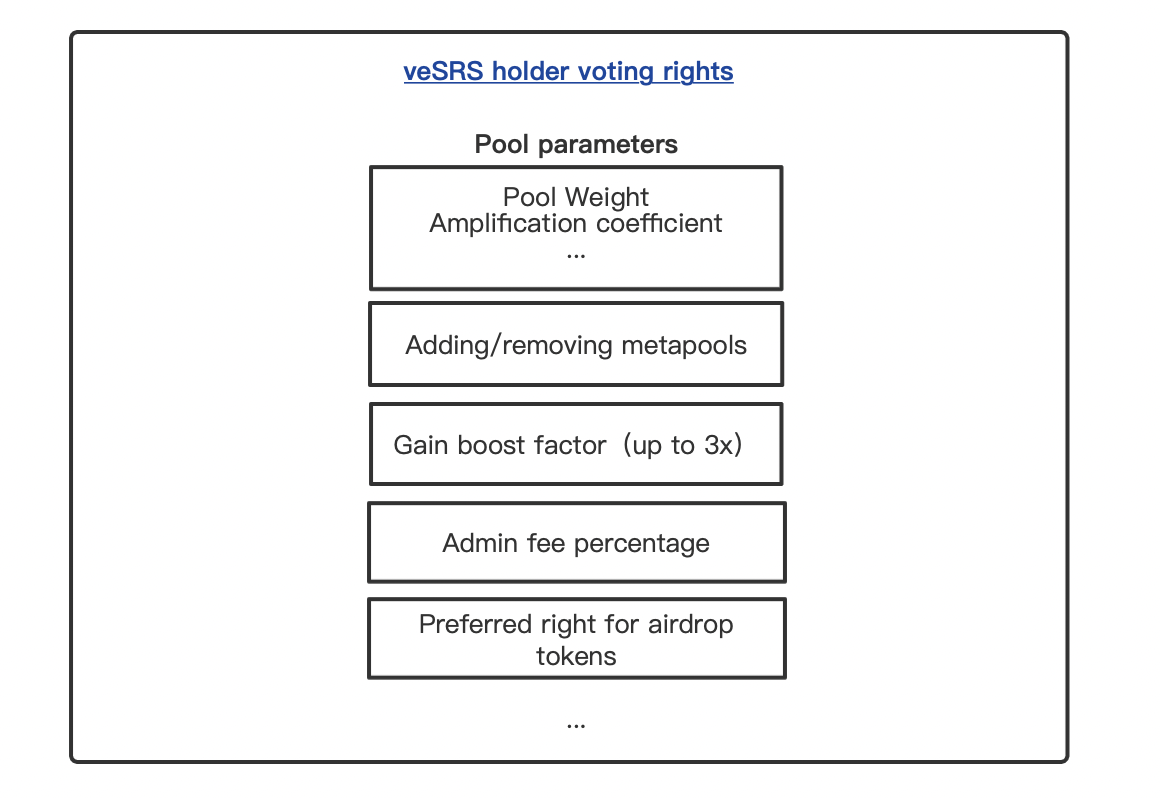 veSRS holder voting rights
Pool parameters
Pool Weight
Amplification coefficient
...
Adding/removing metapools
Gain boost factor（up to 3x）
Admin fee percentage
Preferred right for airdrop
tokens
...